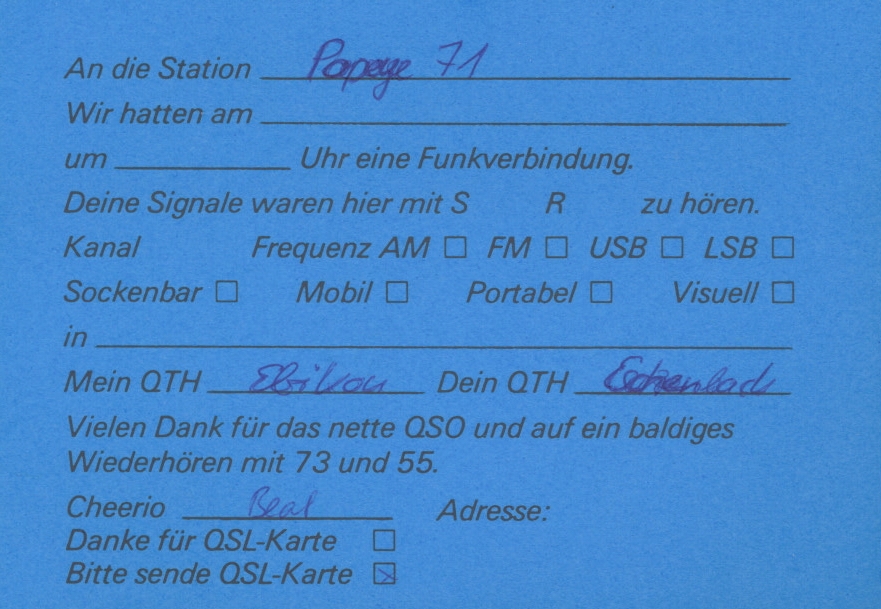 An die Station Popeye 71
Wir hatten am
um Uhr eine Funkverbindung.
Deine Signale waren hier mit S R zu hören.
Kanal Frequenz AM □ FM □ USB □ LSB □
Sockenbar □ Mobil □ Portabel □ Visuell □
in
Mein QTH Ebikon Dein QTH Eschenbach
Vielen Dank für das nette QSO und auf ein baldiges
Wiederhören mit 73 und 55.
Cheerio Beat Adresse:
Danke für QSL-Karte □
Bitte sende QSL-Karte ☒